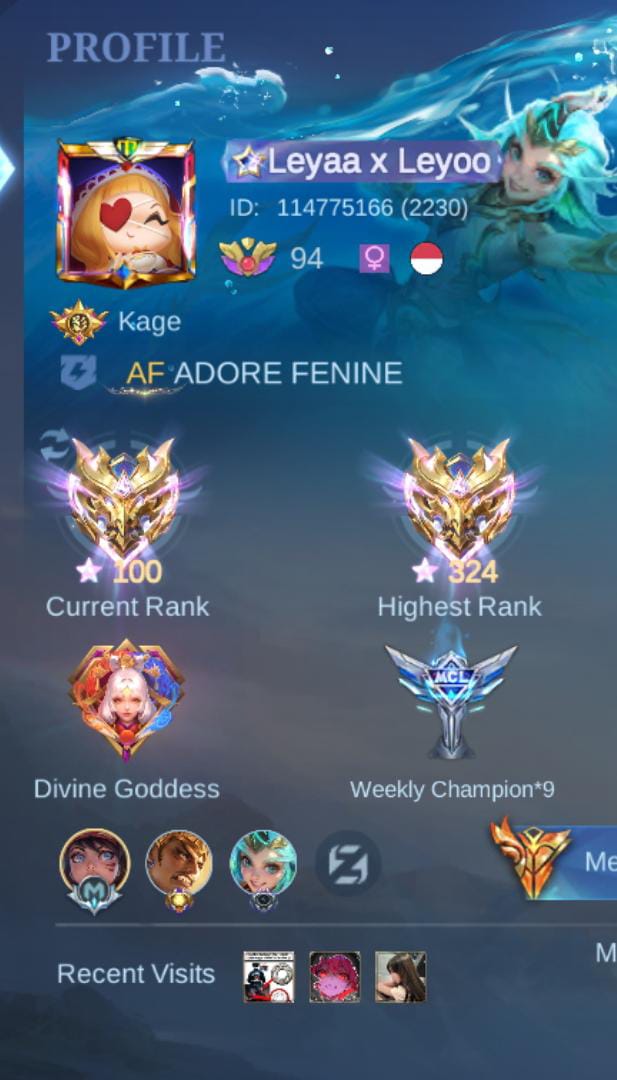 PROFILE
Leyaa x Leyoo
ID: 114775166 (2230)
94
Kage
AF ADORE FENINE
100
324
Current Rank
Highest Rank
MCL
Divine Goddess
Weekly Champion*9
M
Me
M
Recent Visits